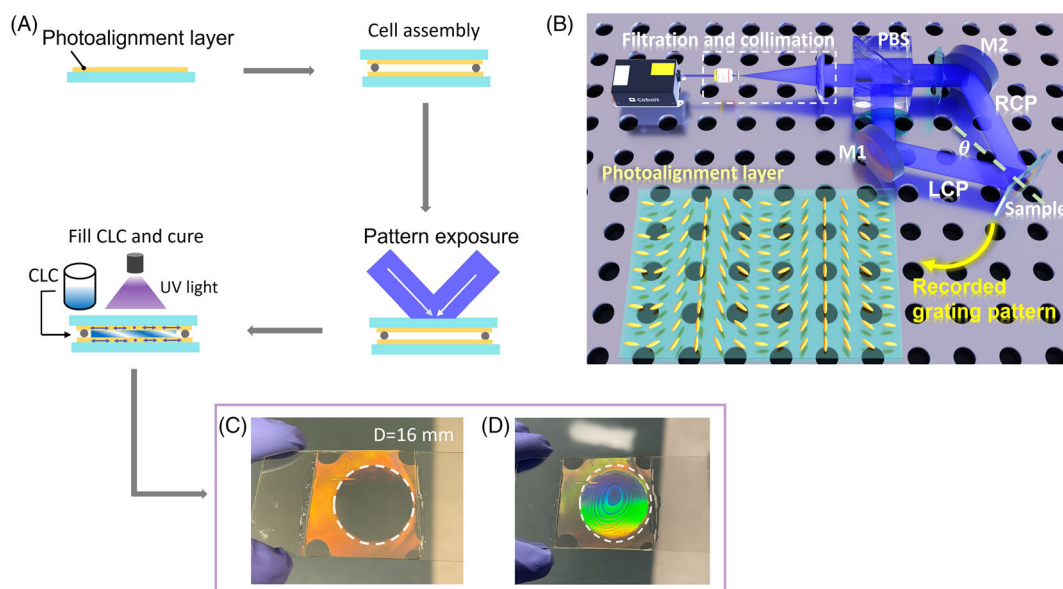 (A)
Photoalignment layer
Cell assembly
Pattern exposure
Fill CLC and cure
CLC
UV light
(B)
Filtration and collimation
PBS
M2
RCP
θ
M1
LCP
Sample
Photoalignment layer
Recorded
grating pattern
Cobolt
(C)
D=16 mm
(D)